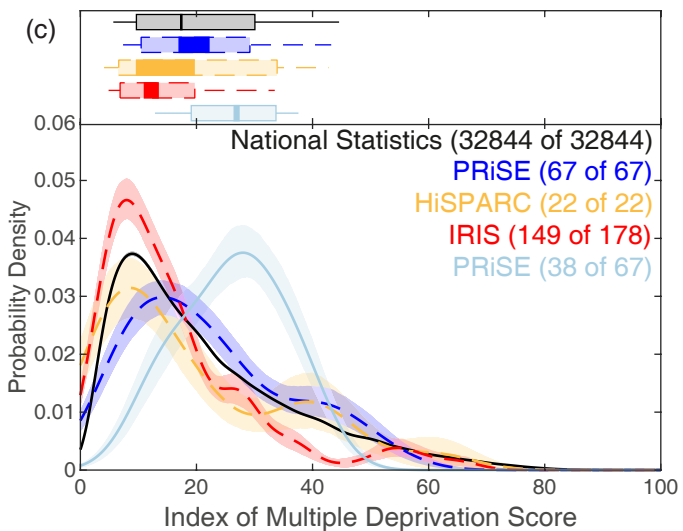 (c)
0.06
0.05
0.04
0.03
0.02
0.01
0
Probability Density
National Statistics (32844 of 32844)
PRiSE (67 of 67)
HiSPARC (22 of 22)
IRIS (149 of 178)
PRiSE (38 of 67)
0 20 40 60 80 100
Index of Multiple Deprivation Score